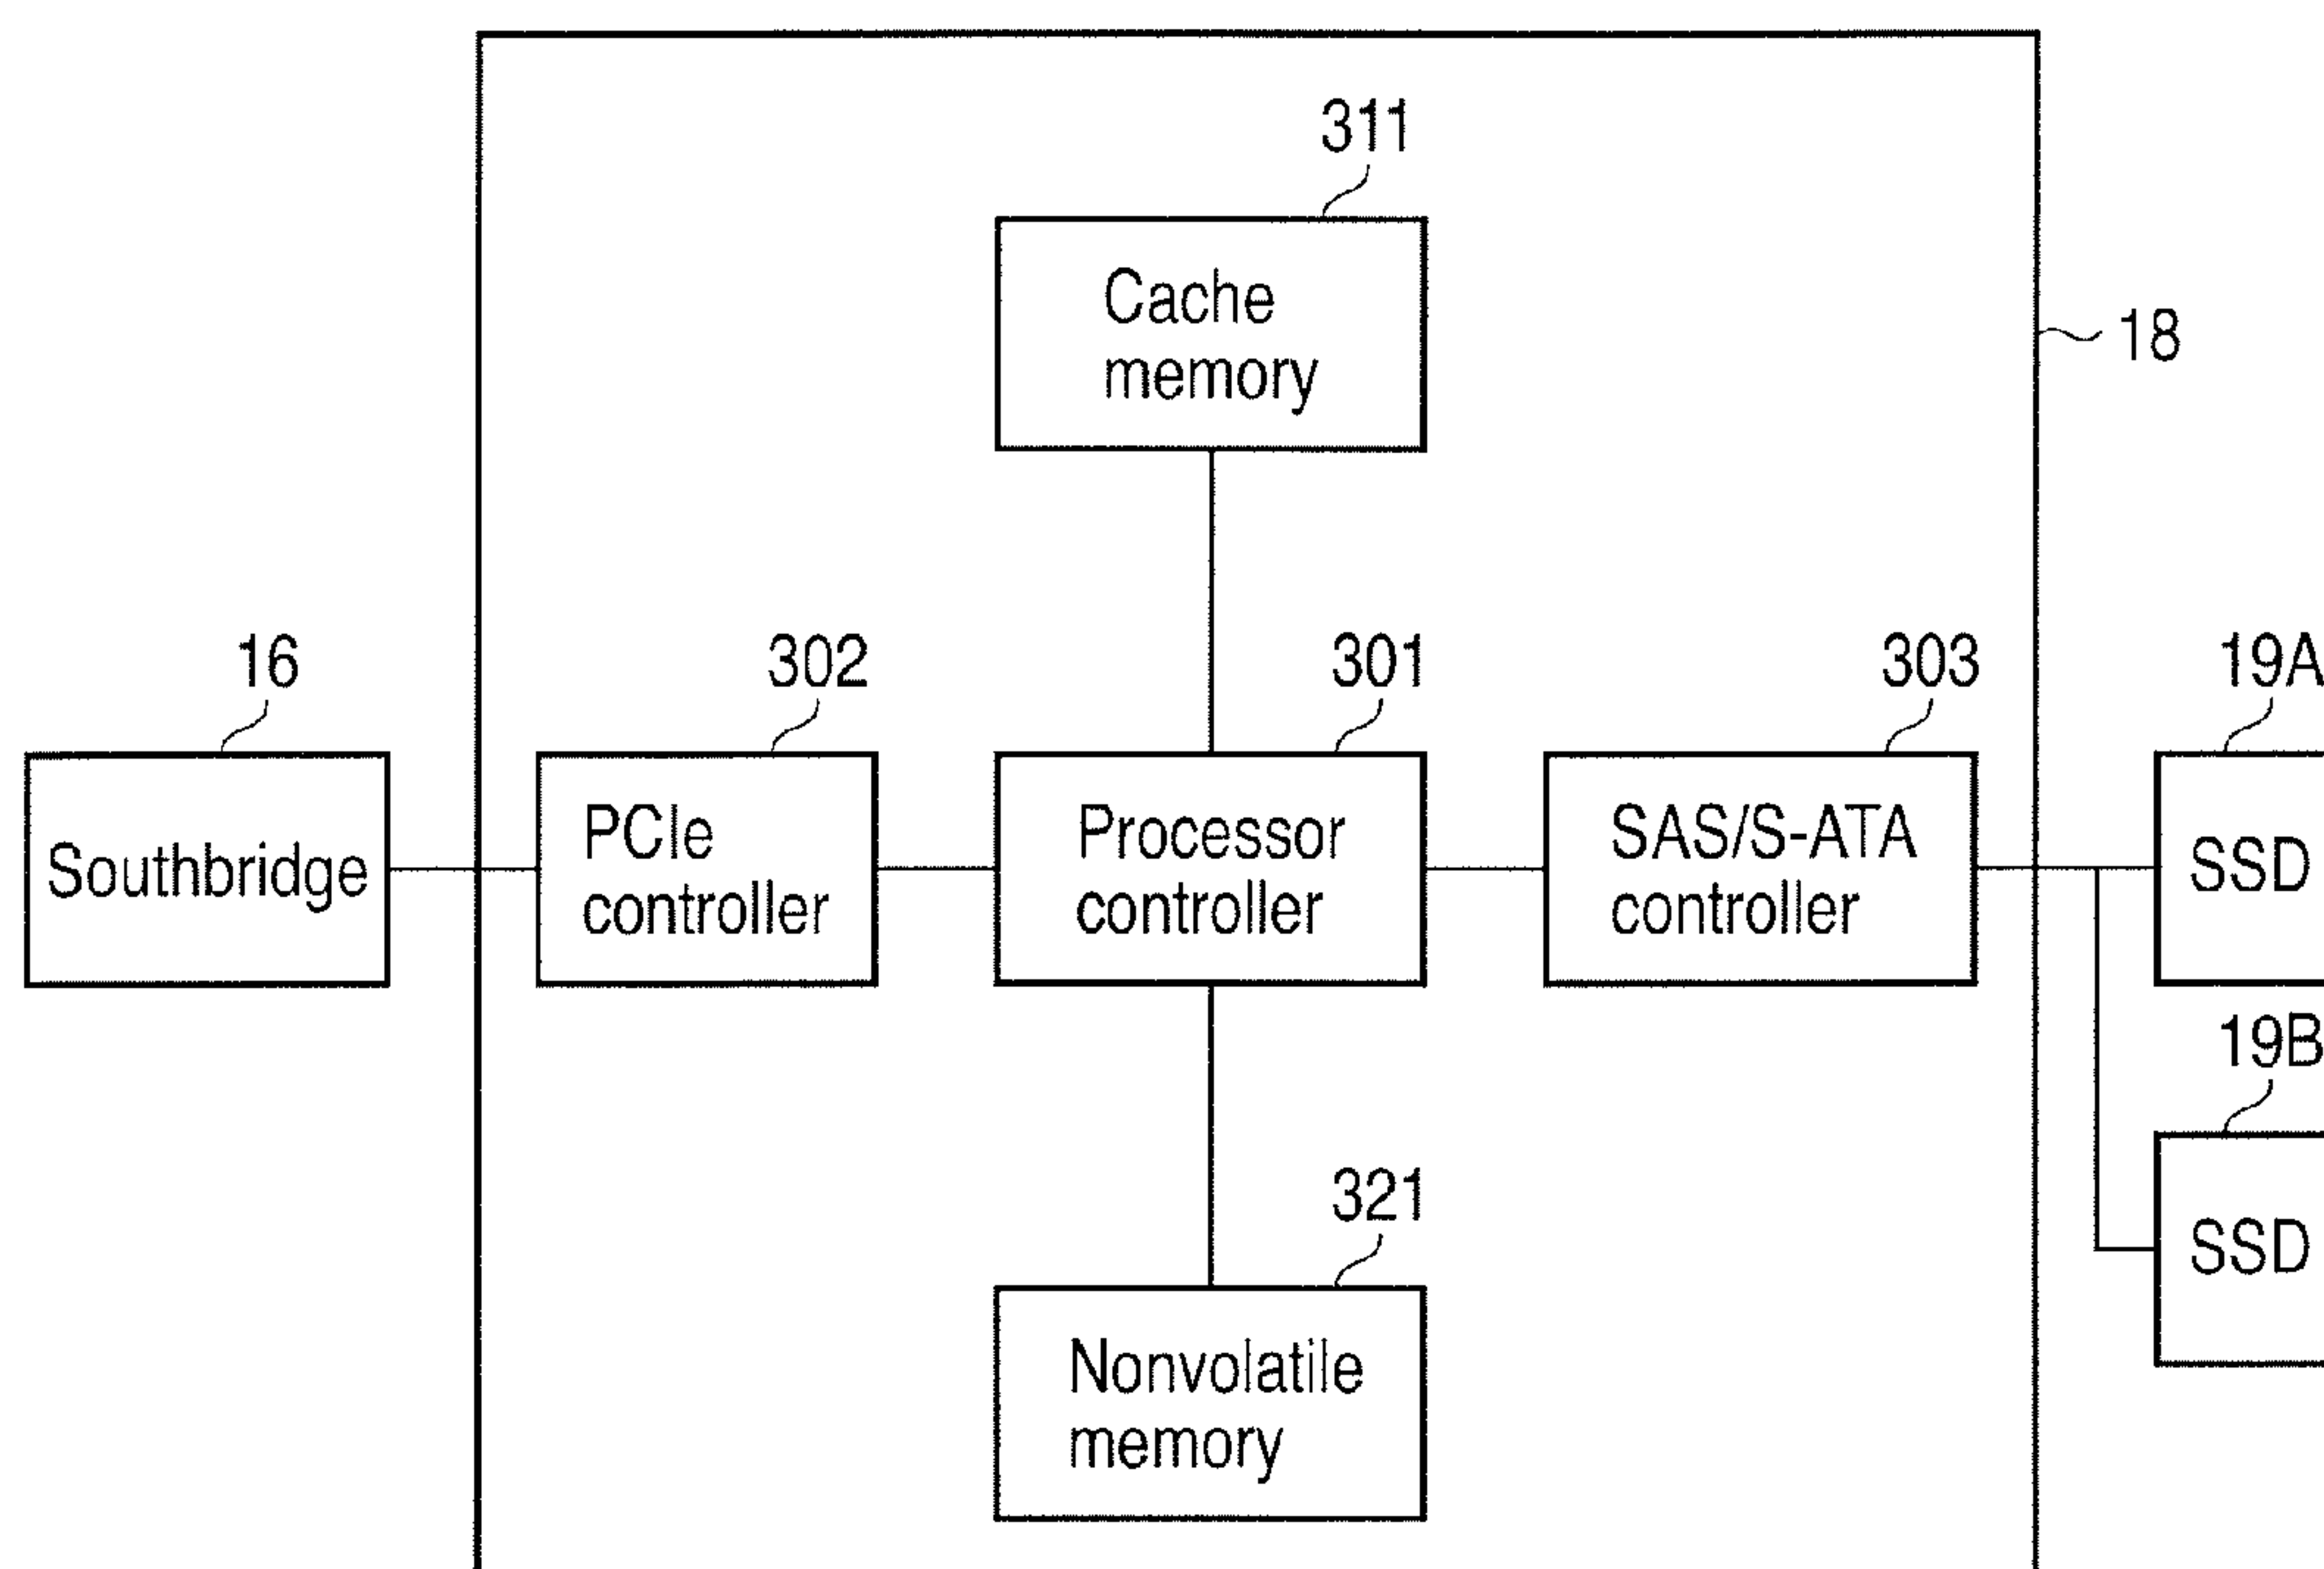 311
Cache
memory
18
16
302
301
303
19A
Southbridge
PCIe
controller
Processor
controller
SAS/S-ATA
controller
SSD
19B
SSD
321
Nonvolatile
memory